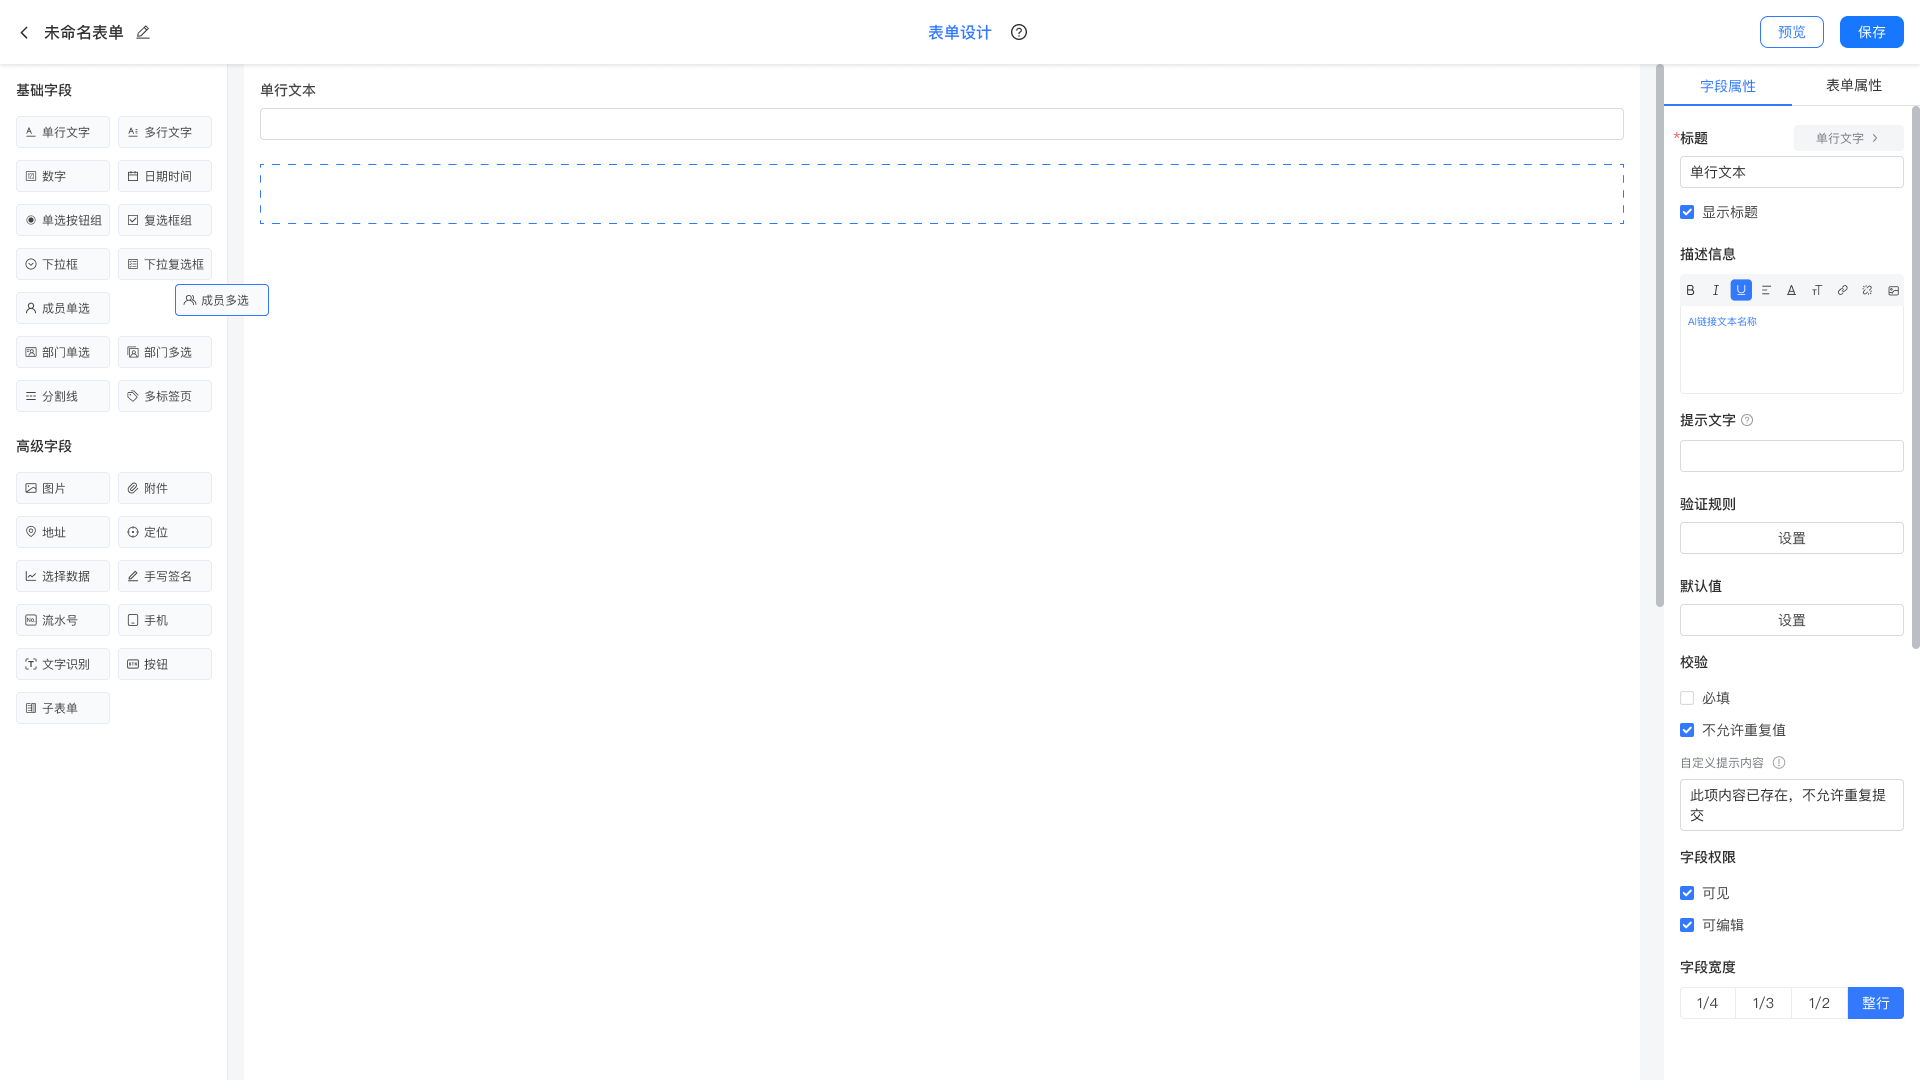 未命名表单
表单设计
预览
保存
基础字段
单行文字
多行文字
数字
日期时间
单选按钮组
复选框组
下拉框
下拉复选框
成员单选
成员多选
部门单选
部门多选
分割线
多标签页
高级字段
图片
附件
地址
定位
选择数据
手写签名
流水号
手机
文字识别
按钮
子表单
单行文本
字段属性
表单属性
*标题
单行文字
单行文本
显示标题
描述信息
AI链接文本名称
提示文字
验证规则
设置
默认值
设置
校验
必填
不允许重复值
自定义提示内容
此项内容已存在，不允许重复提
交
字段权限
可见
可编辑
字段宽度
1/4
1/3
1/2
整行